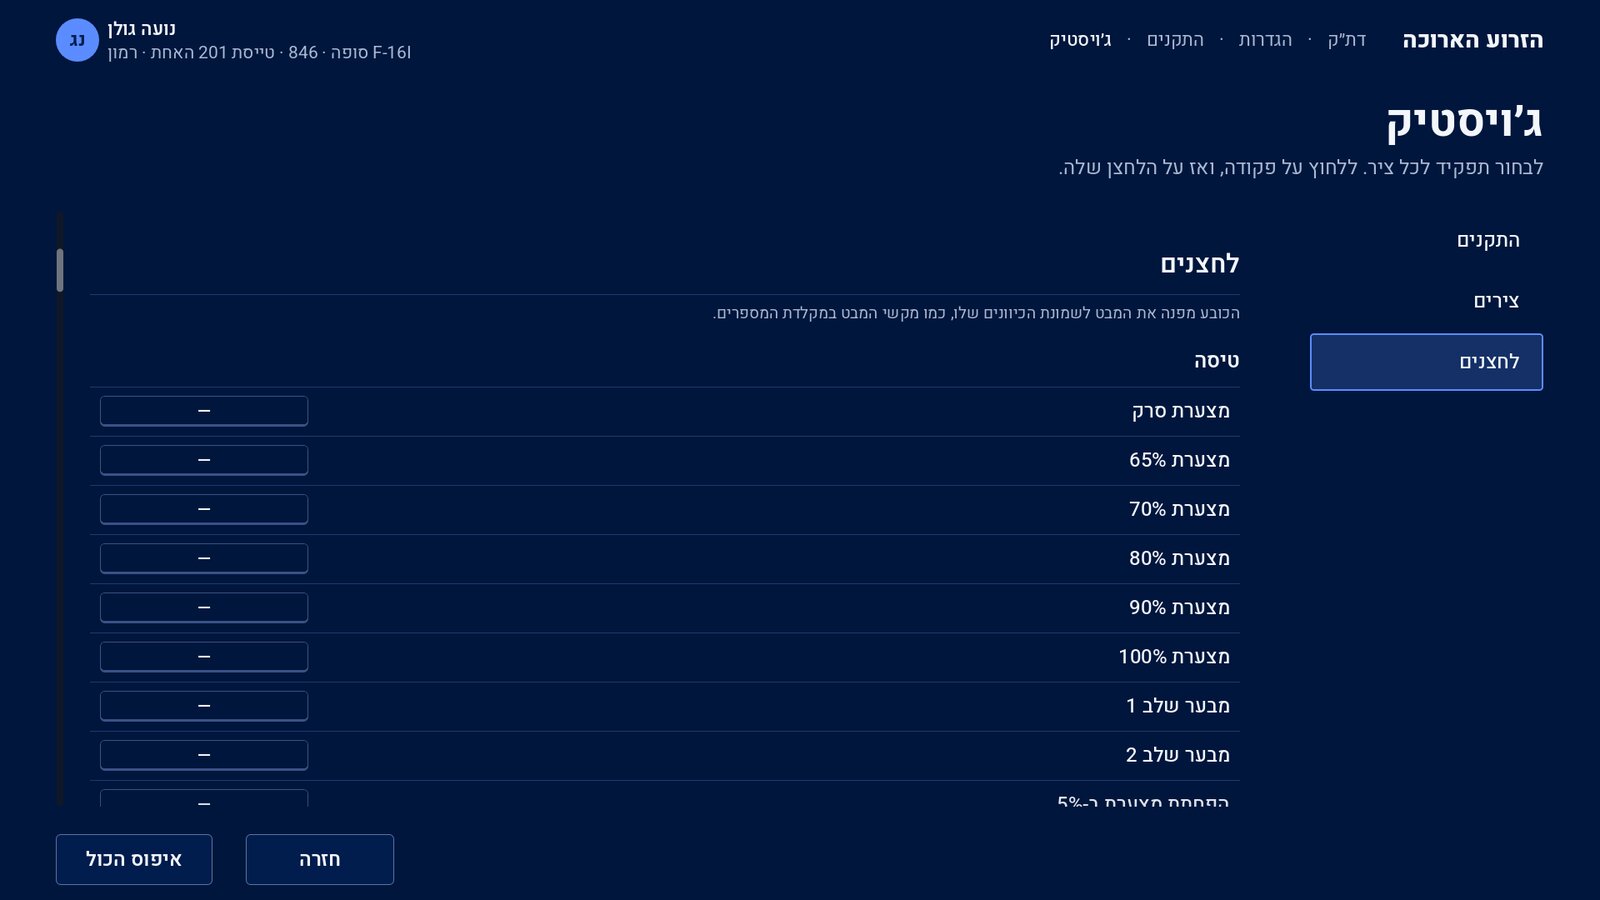 הזרוע הארוכה
דת״ק · הגדרות · התקנים · ג׳ויסטיק
נועה גולן
F-16I סופה · 846 · טייסת 201 האחת · רמון
נג
ג׳ויסטיק
לבחור תפקיד לכל ציר. ללחוץ על פקודה, ואז על הלחצן שלה.
התקנים
צירים
לחצנים
לחצנים
הכובע מפנה את המבט לשמונת הכיוונים שלו, כמו מקשי המבט במקלדת המספרים.
טיסה
מצערת סרק —
מצערת 65% —
מצערת 70% —
מצערת 80% —
מצערת 90% —
מצערת 100% —
מבער שלב 1 —
מבער שלב 2 —
הפחתת מצערת ב-5% —
חזרה
איפוס הכול